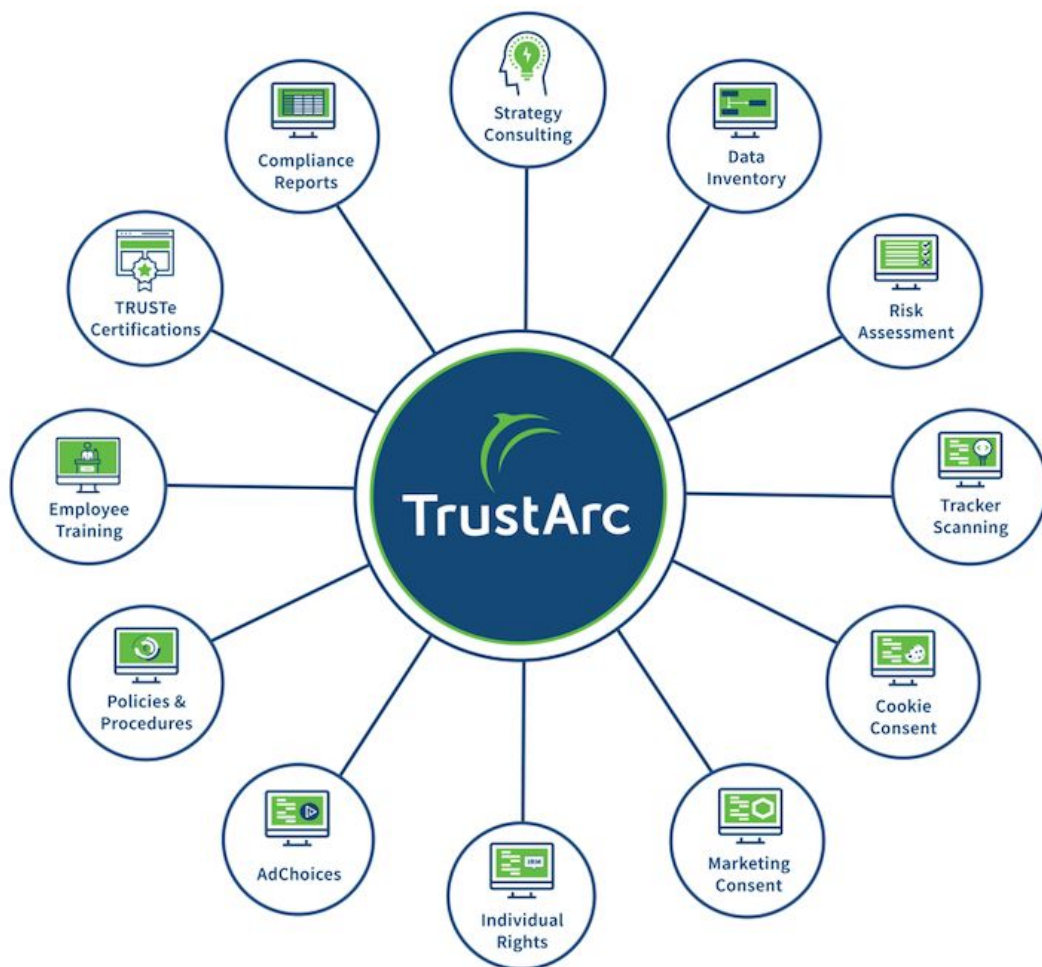 Strategy
Consulting
Data
Inventory
Risk
Assessment
Tracker
Scanning
Cookie
Consent
Marketing
Consent
Individual
Rights
AdChoices
Policies &
Procedures
Employee
Training
TRUSTe
Certifications
Compliance
Reports
TrustArc
IRM